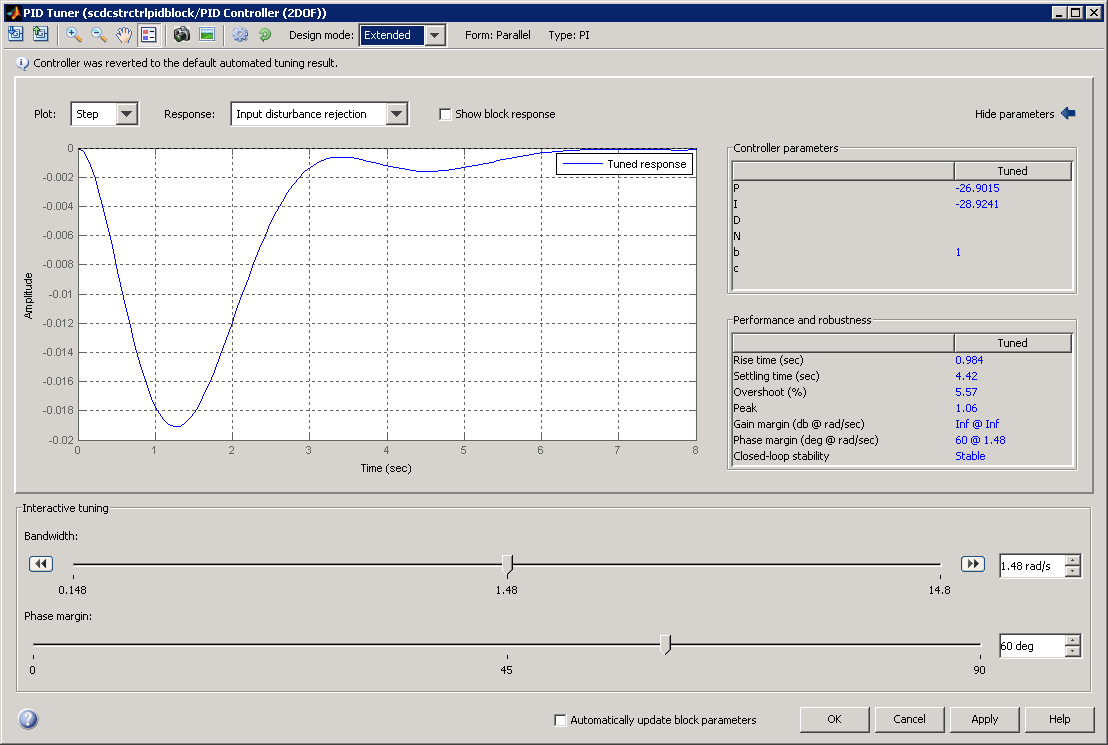 PID Tuner (scdcstrctrlpidblock/PID Controller (2DOF))
Design mode: Extended Form: Parallel Type: PI
Controller was reverted to the default automated tuning result.
Plot: Step Response: Input disturbance rejection Show block response Hide parameters
0
-0.002
-0.004
-0.006
-0.008
-0.01
-0.012
-0.014
-0.016
-0.018
-0.02
Amplitude
Tuned response
0 1 2 3 4 5 6 7 8
Time (sec)
Controller parameters
Tuned
P -26.9015
I -28.9241
D
N
b 1
c
Performance and robustness
Tuned
Rise time (sec) 0.984
Settling time (sec) 4.42
Overshoot (%) 5.57
Peak 1.06
Gain margin (db @ rad/sec) Inf @ Inf
Phase margin (deg @ rad/sec) 60 @ 1.48
Closed-loop stability Stable
Interactive tuning
Bandwidth:
1.48 rad/s
0.148 1.48 14.8
Phase margin:
60 deg
0 45 90
Automatically update block parameters OK Cancel Apply Help